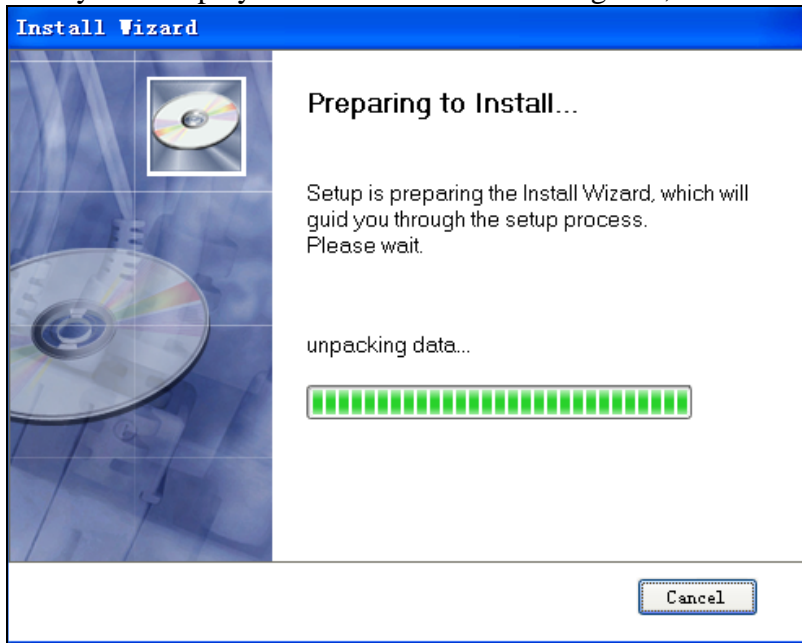 Install Wizard
Preparing to Install...
Setup is preparing the Install Wizard, which will
guid you through the setup process.
Please wait.
unpacking data...
Cancel